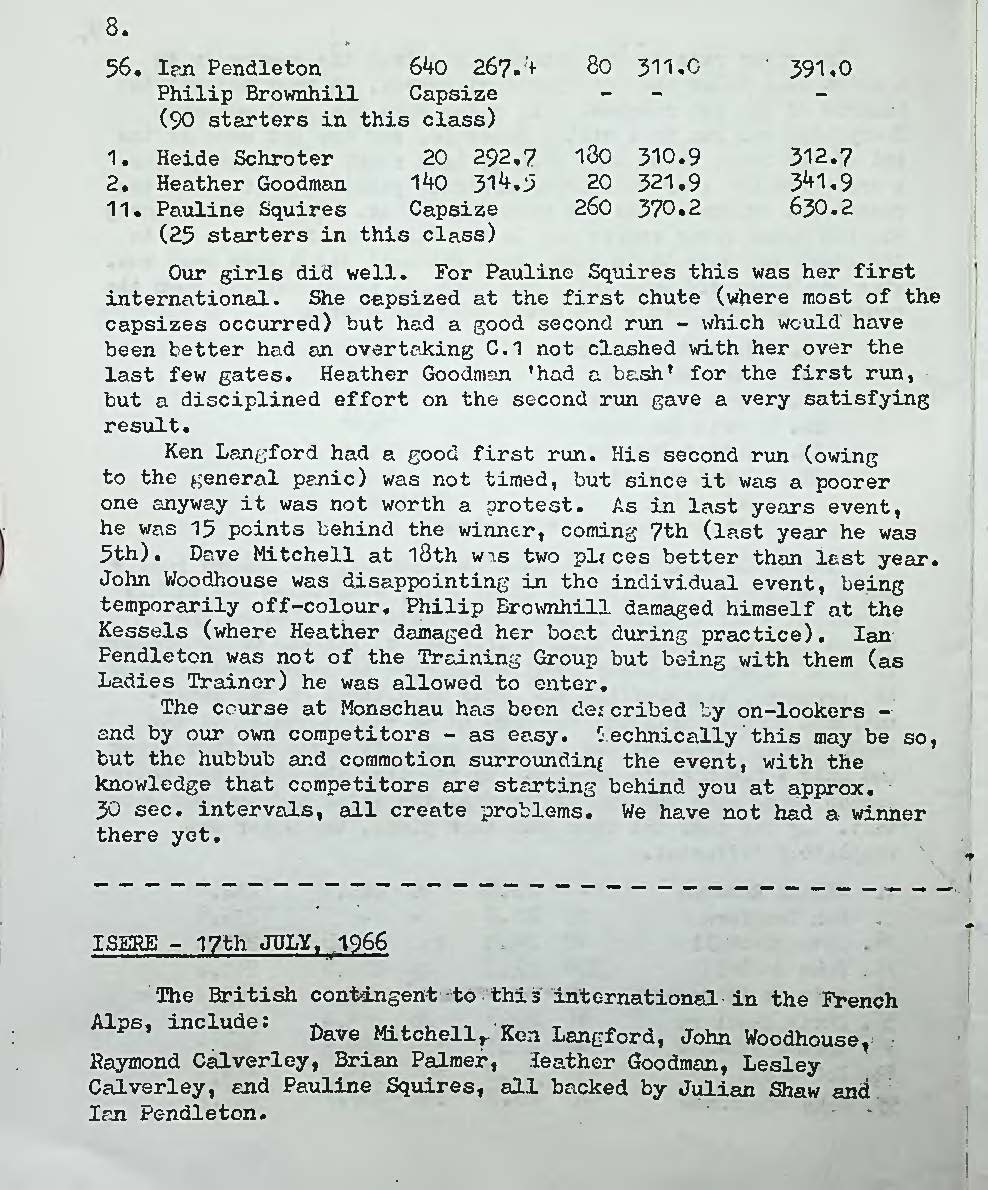 8.
56. Ian Pendleton 640 267.4 80 311.0 391.0
Philip Brownhill Capsize - - -
(90 starters in this class)
1. Heide Schroter 20 292.7 180 310.9 312.7
2. Heather Goodman 140 314.5 20 321.9 341.9
11. Pauline Squires Capsize 260 370.2 630.2
(25 starters in this class)
Our girls did well. For Pauline Squires this was her first
international. She capsized at the first chute (where most of the
capsizes occurred) but had a good second run - which would have
been better had an overtaking C.1 not clashed with her over the
last few gates. Heather Goodman 'had a bash' for the first run,
but a disciplined effort on the second run gave a very satisfying
result.
Ken Langford had a good first run. His second run (owing
to the general panic) was not timed, but since it was a poorer
one anyway it was not worth a protest. As in last years event,
he was 15 points behind the winner, coming 7th (last year he was
5th). Dave Mitchell at 18th was two places better than last year.
John Woodhouse was disappointing in the individual event, being
temporarily off-colour. Philip Brownhill damaged himself at the
Kessels (where Heather damaged her boat during practice). Ian
Pendleton was not of the Training Group but being with them (as
Ladies Trainer) he was allowed to enter.
The course at Monschau has been described by on-lookers -
and by our own competitors - as easy. Technically this may be so,
but the hubbub and commotion surrounding the event, with the
knowledge that competitors are starting behind you at approx.
30 sec. intervals, all create problems. We have not had a winner
there yet.
ISERE - 17th JULY, 1966
The British contingent to this international in the French
Alps, include: Dave Mitchell, Ken Langford, John Woodhouse,
Raymond Calverley, Brian Palmer, Heather Goodman, Lesley
Calverley, and Pauline Squires, all backed by Julian Shaw and
Ian Pendleton.